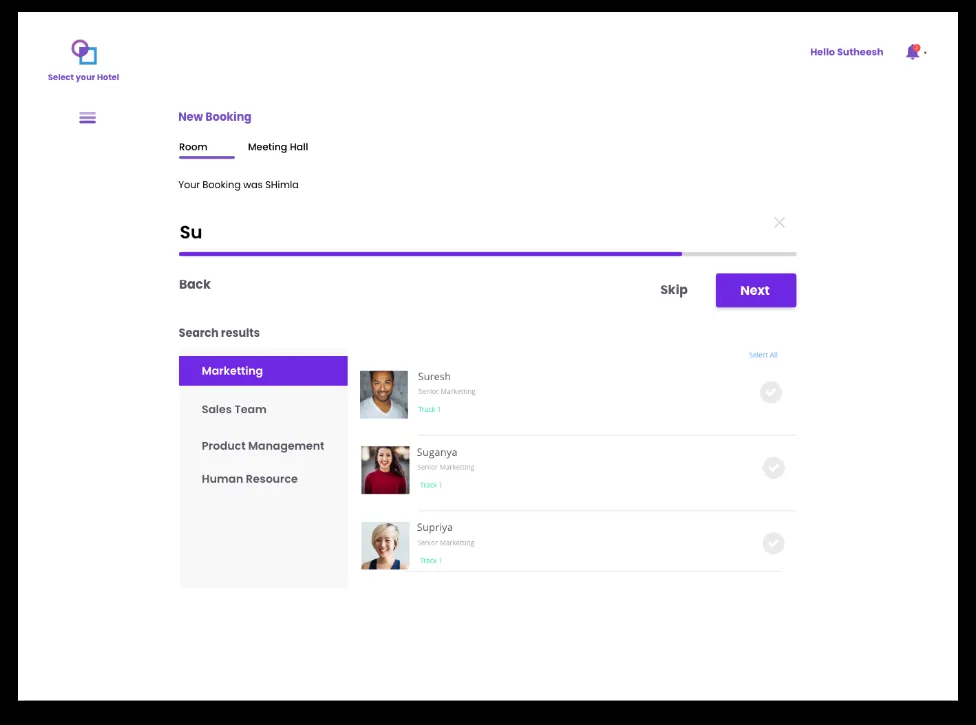 Select your Hotel
Hello Sutheesh
New Booking
Room
Meeting Hall
Your Booking was SHimla
Su
Back
Skip
Next
Search results
Select All
Marketting
Sales Team
Product Management
Human Resource
Suresh
Senior Marketting
Track 1
Suganya
Senior Marketting
Track 1
Supriya
Senior Marketting
Track 1